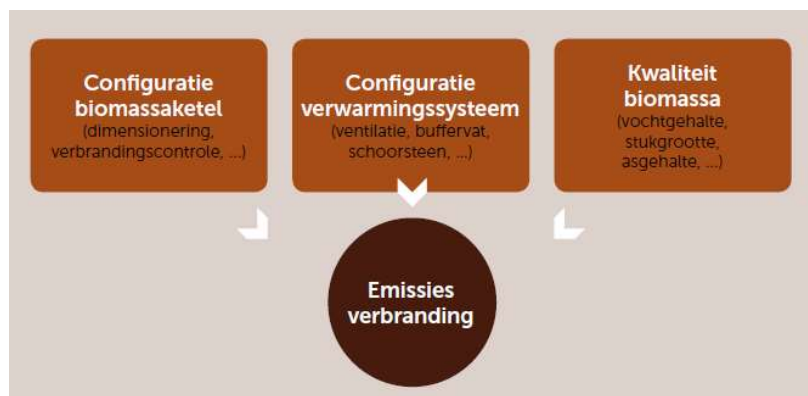 Configuratie
biomassaketel
(dimensionering,
verbrandingscontrole, ...)
Configuratie
verwarmingssysteem
(ventilatie, buffervat,
schoorsteen, ...)
Kwaliteit
biomassa
(vochtgehalte,
stukgrootte,
asgehalte, ...)
Emissies
verbranding